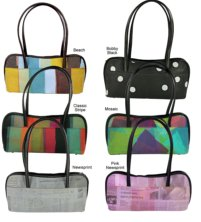 Beach
Bobby
Black
Classic
Stripe
Mosaic
Newsprint
Pink
Newsprint